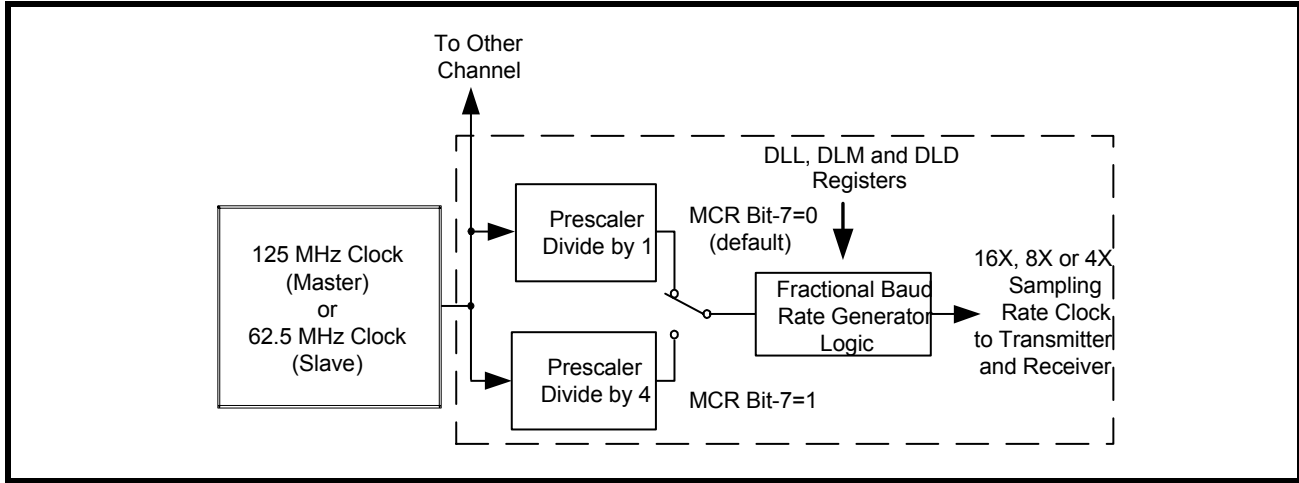 To Other
Channel
DLL, DLM and DLD
Registers
125 MHz Clock
(Master)
or
62.5 MHz Clock
(Slave)
Prescaler
Divide by 1
MCR Bit-7=0
(default)
Fractional Baud
Rate Generator
Logic
16X, 8X or 4X
Sampling
Rate Clock
to Transmitter
and Receiver
Prescaler
Divide by 4
MCR Bit-7=1